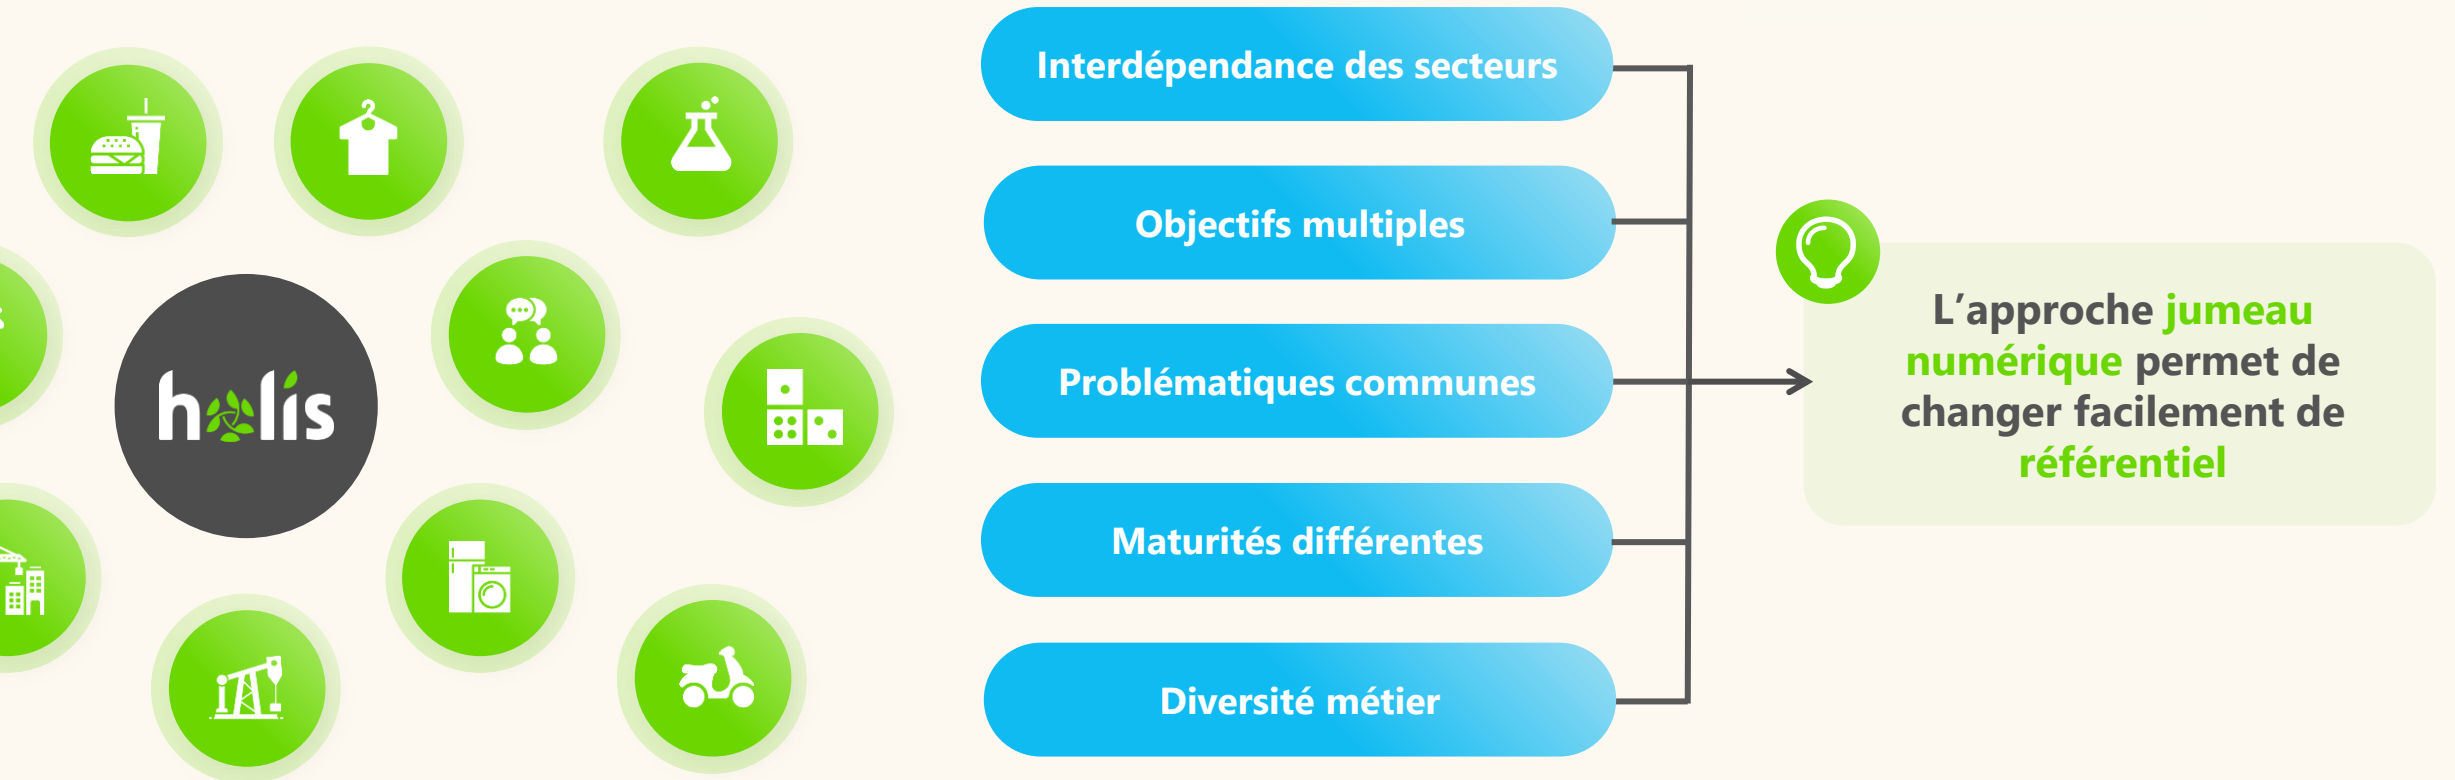 holis
Interdépendance des secteurs
Objectifs multiples
Problématiques communes
Maturités différentes
Diversité métier
L’approche jumeau
numérique permet de
changer facilement de
référentiel